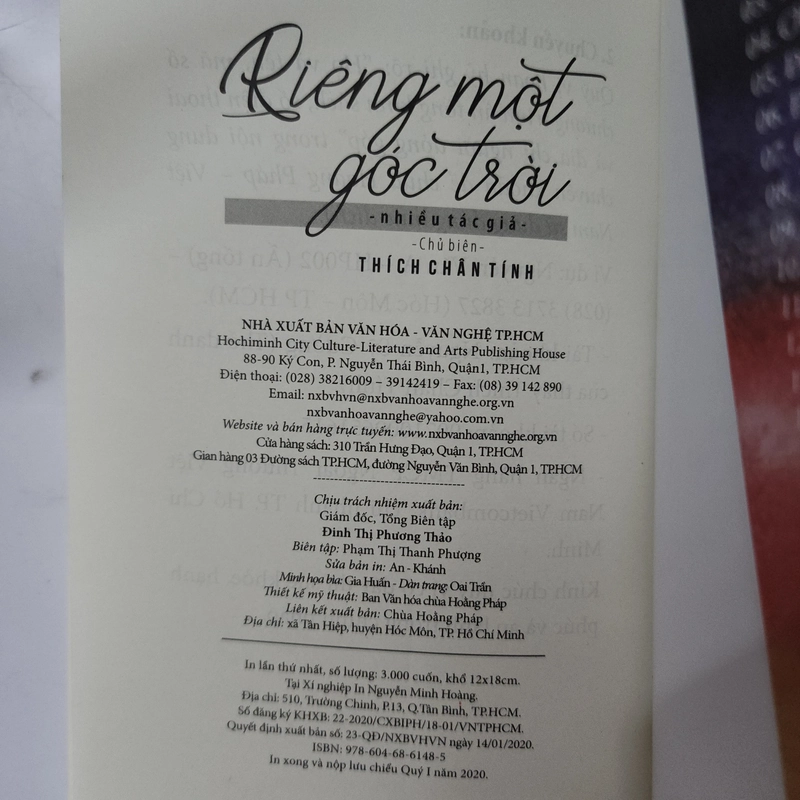 Riêng một
góc trời
-nhiều tác giả-
-Chủ biên-
THÍCH CHÂN TÍNH
NHÀ XUẤT BẢN VĂN HÓA - VĂN NGHỆ TP.HCM
Hochiminh City Culture-Literature and Arts Publishing House
88-90 Ký Con, P. Nguyễn Thái Bình, Quận1, TP.HCM
Điện thoại: (028) 38216009 – 39142419 – Fax: (08) 39 142 890
Email: nxbvhvn@nxbvanhoavannghe.org.vn
nxbvanhoavannghe@yahoo.com.vn
Website và bán hàng trực tuyến: www.nxbvanhoavannghe.org.vn
Cửa hàng sách: 310 Trần Hưng Đạo, Quận 1, TP.HCM
Gian hàng 03 Đường sách TP.HCM, đường Nguyễn Văn Bình, Quận 1, TP.HCM
Chịu trách nhiệm xuất bản:
Giám đốc, Tổng Biên tập
Đinh Thị Phương Thảo
Biên tập: Phạm Thị Thanh Phượng
Sửa bản in: An - Khánh
Minh họa bìa: Gia Huấn - Dàn trang: Oai Trần
Thiết kế mỹ thuật: Ban Văn hóa chùa Hoằng Pháp
Liên kết xuất bản: Chùa Hoằng Pháp
Địa chỉ: xã Tân Hiệp, huyện Hóc Môn, TP. Hồ Chí Minh
In lần thứ nhất, số lượng: 3.000 cuốn, khổ 12x18cm.
Tại Xí nghiệp In Nguyễn Minh Hoàng.
Địa chỉ: 510, Trường Chinh, P.13, Q.Tân Bình, TP.HCM.
Số đăng ký KHXB: 22-2020/CXBIPH/18-01/VNTPHCM.
Quyết định xuất bản số: 23-QĐ/NXBVHVN ngày 14/01/2020.
ISBN: 978-604-68-6148-5
In xong và nộp lưu chiểu Quý I năm 2020.